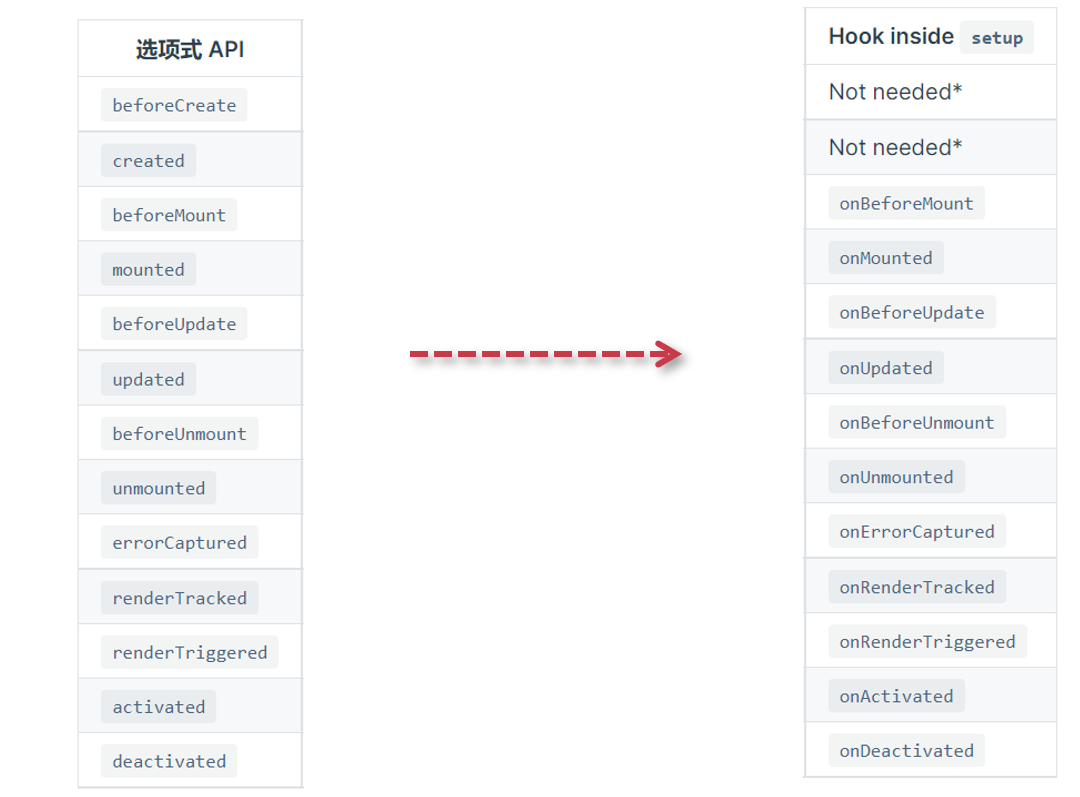 选项式 API
beforeCreate
created
beforeMount
mounted
beforeUpdate
updated
beforeUnmount
unmounted
errorCaptured
renderTracked
renderTriggered
activated
deactivated
Hook inside setup
Not needed*
Not needed*
onBeforeMount
onMounted
onBeforeUpdate
onUpdated
onBeforeUnmount
onUnmounted
onErrorCaptured
onRenderTracked
onRenderTriggered
onActivated
onDeactivated